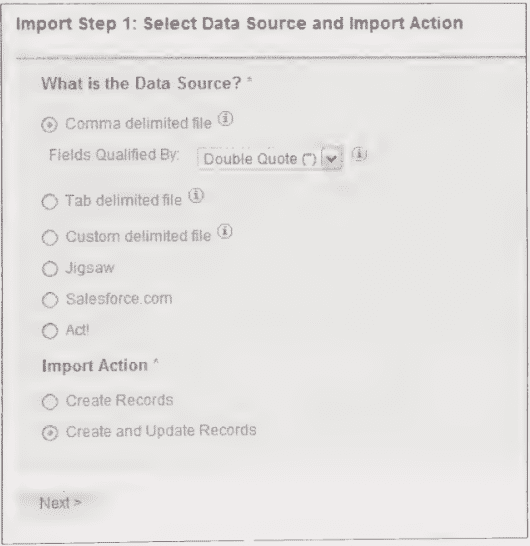 Import Step 1: Select Data Source and Import Action
What is the Data Source? *
Comma delimited file
Fields Qualified By: Double Quote (")
Tab delimited file
Custom delimited file
Jigsaw
Salesforce.com
Act!
Import Action *
Create Records
Create and Update Records
Next >